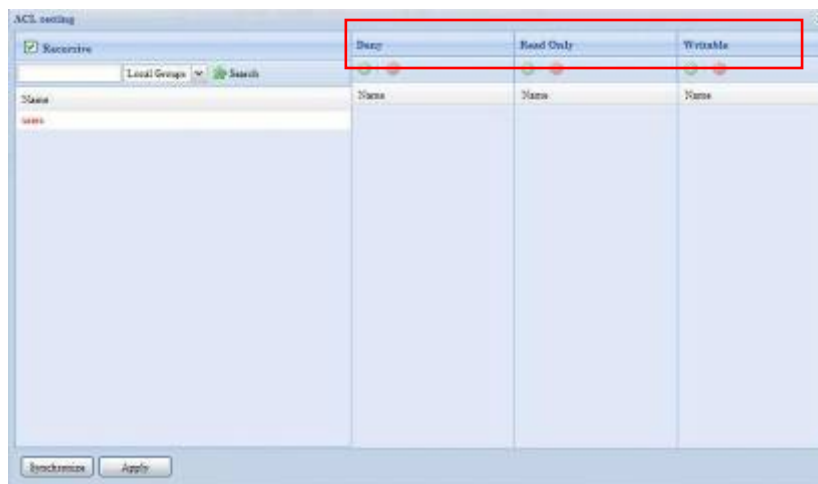 ACL setting
Recursive
Deny
Read Only
Writable
Local Groups
Search
Name
Name
Name
Name
users
Synchronize
Apply